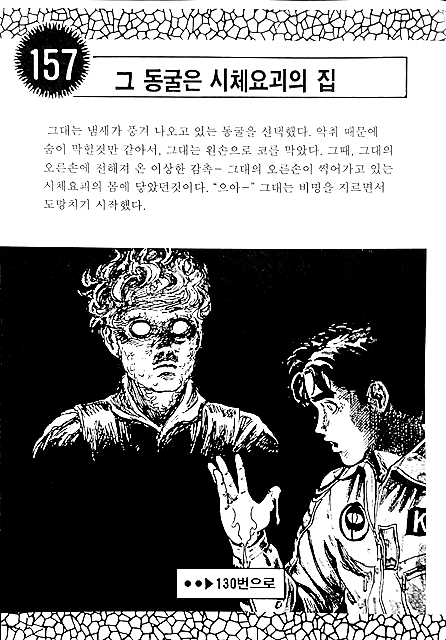 157
그 동굴은 시체요괴의 집
그대는 냄새가 풍겨 나오고 있는 동굴을 선택했다. 악취 때문에
숨이 막힐것만 같아서, 그대는 왼손으로 코를 막았다. 그때, 그대의
오른손에 전해져 온 이상한 감촉— 그대의 오른손이 썩어가고 있는
시체요괴의 몸에 닿았던것이다. “으아—” 그대는 비명을 지르면서
도망치기 시작했다.
K
●●▶130번으로